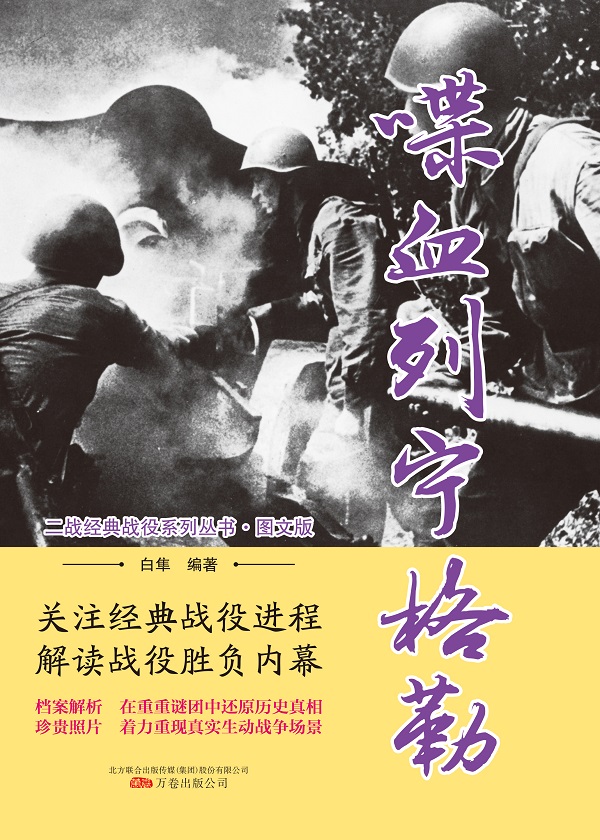 喋血列宁格勒
二战经典战役系列丛书·图文版
白隼 编著
关注经典战役进程
解读战役胜负内幕
档案解析 在重重谜团中还原历史真相
珍贵照片 着力重现真实生动战争场景
北方联合出版传媒(集团)股份有限公司
万卷出版公司